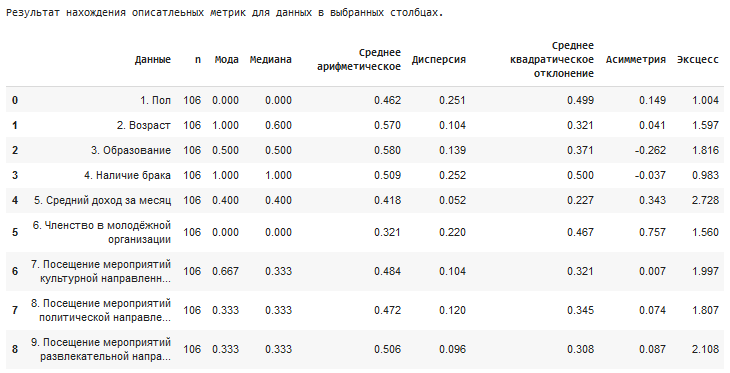 Результат нахождения описатлеьных метрик для данных в выбранных столбцах.
Данные n Мода Медиана Среднее арифметическое Дисперсия Среднее квадратическое отклонение Асимметрия Эксцесс
0 1. Пол 106 0.000 0.000 0.462 0.251 0.499 0.149 1.004
1 2. Возраст 106 1.000 0.600 0.570 0.104 0.321 0.041 1.597
2 3. Образование 106 0.500 0.500 0.580 0.139 0.371 -0.262 1.816
3 4. Наличие брака 106 1.000 1.000 0.509 0.252 0.500 -0.037 0.983
4 5. Средний доход за месяц 106 0.400 0.400 0.418 0.052 0.227 0.343 2.728
5 6. Членство в молодёжной организации 106 0.000 0.000 0.321 0.220 0.467 0.757 1.560
6 7. Посещение мероприятий культурной направленн... 106 0.667 0.333 0.484 0.104 0.321 0.007 1.997
7 8. Посещение мероприятий политической направле... 106 0.333 0.333 0.472 0.120 0.345 0.074 1.807
8 9. Посещение мероприятий развлекательной напра... 106 0.333 0.333 0.506 0.096 0.308 0.087 2.108